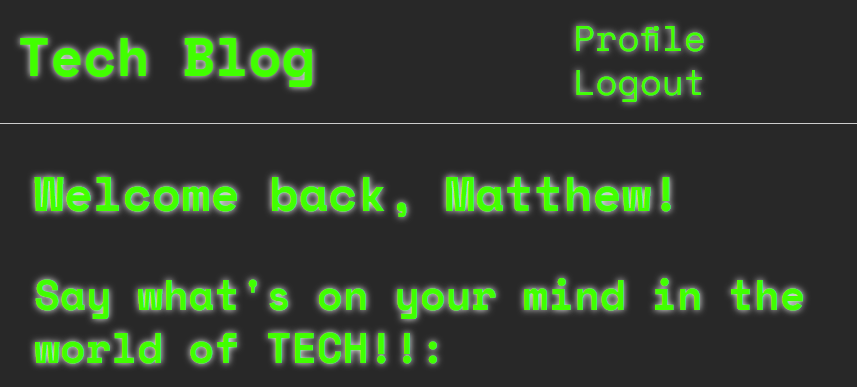 Tech Blog
Profile
Logout
Welcome back, Matthew!
Say what's on your mind in the
world of TECH!!: